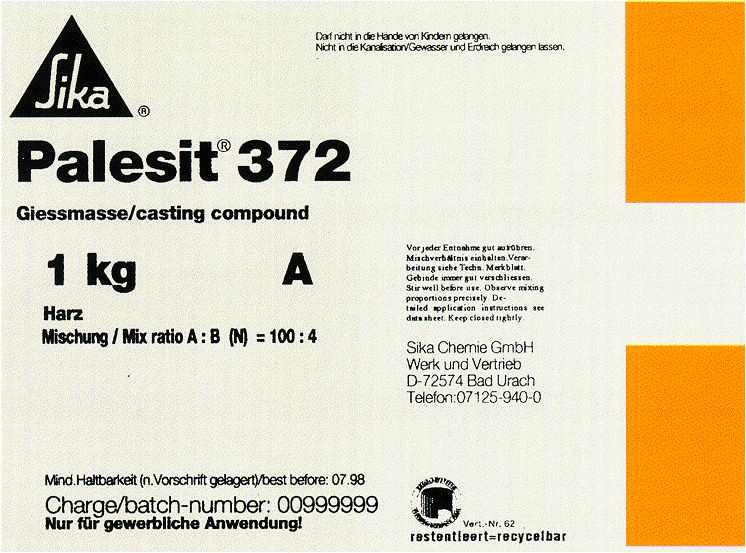 Darf nicht in die Hände von Kindern gelangen.
Nicht in die Kanalisation/Gewässer und Erdreich gelangen lassen.
Sika ®
Palesit® 372
Giessmasse/casting compound
1 kg A
Harz
Mischung / Mix ratio A : B (N) = 100 : 4
Vor jeder Entnahme gut aufrühren.
Mischverhältnis einhalten. Verar-
beitung siehe Techn. Merkblatt.
Gebinde immer gut verschliessen.
Stir well before use. Observe mixing
proportions precisely. De-
tailed application instructions see
data sheet. Keep closed tightly.
Sika Chemie GmbH
Werk und Vertrieb
D-72574 Bad Urach
Telefon:07125-940-0
Mind.Haltbarkeit (n.Vorschrift gelagert)/best before: 07.98
Charge/batch-number: 00999999
Nur für gewerbliche Anwendung!
Vert.-Nr. 62
restentleert=recycelbar